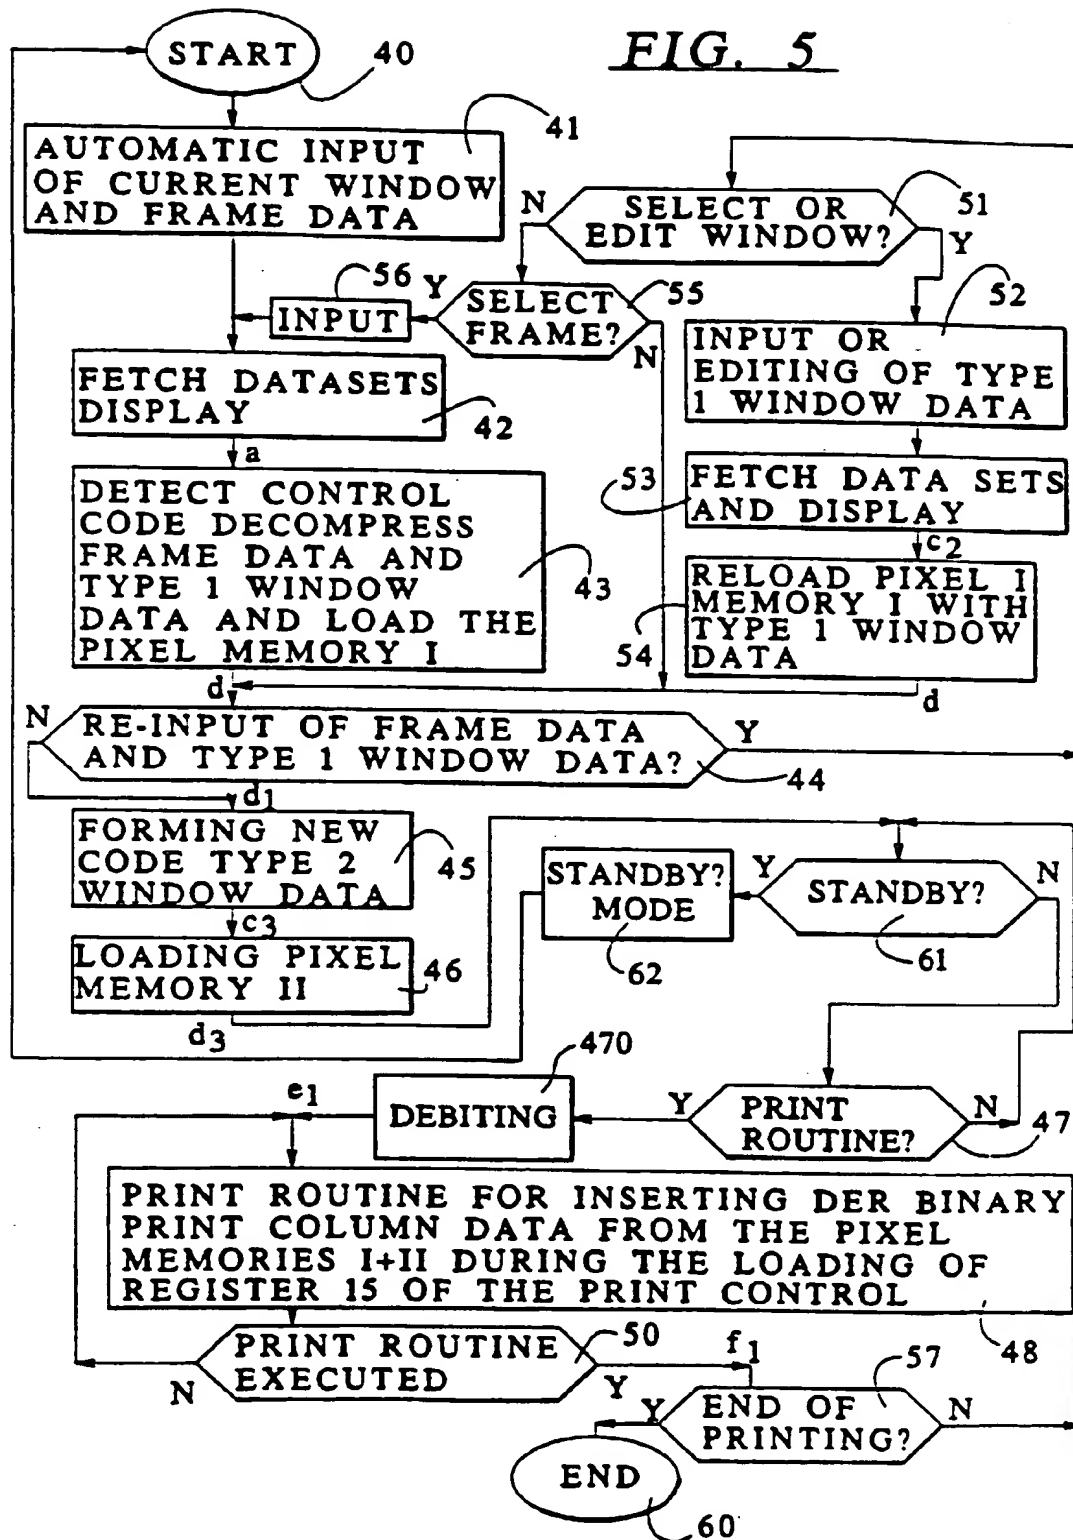 FIG. 5
START
40
41
AUTOMATIC INPUT
OF CURRENT WINDOW
AND FRAME DATA
N
SELECT OR
EDIT WINDOW?
51
Y
56
INPUT
Y
SELECT
FRAME?
55
N
52
INPUT OR
EDITING OF TYPE
1 WINDOW DATA
FETCH DATASETS
DISPLAY
42
a
53
FETCH DATA SETS
AND DISPLAY
c2
DETECT CONTROL
CODE DECOMPRESS
FRAME DATA AND
TYPE 1 WINDOW
DATA AND LOAD THE
PIXEL MEMORY I
43
RELOAD PIXEL I
MEMORY I WITH
TYPE 1 WINDOW
DATA
54
d
d
N
RE-INPUT OF FRAME DATA
AND TYPE 1 WINDOW DATA?
Y
44
d1
FORMING NEW
CODE TYPE 2
WINDOW DATA
45
c3
STANDBY?
MODE
62
Y
STANDBY?
N
61
LOADING PIXEL
MEMORY II
46
d3
470
e1
DEBITING
Y
PRINT
ROUTINE?
N
47
PRINT ROUTINE FOR INSERTING DER BINARY
PRINT COLUMN DATA FROM THE PIXEL
MEMORIES I+II DURING THE LOADING OF
REGISTER 15 OF THE PRINT CONTROL
48
PRINT ROUTINE
EXECUTED
50
N
Y
f1
57
Y
END OF
PRINTING?
N
END
60